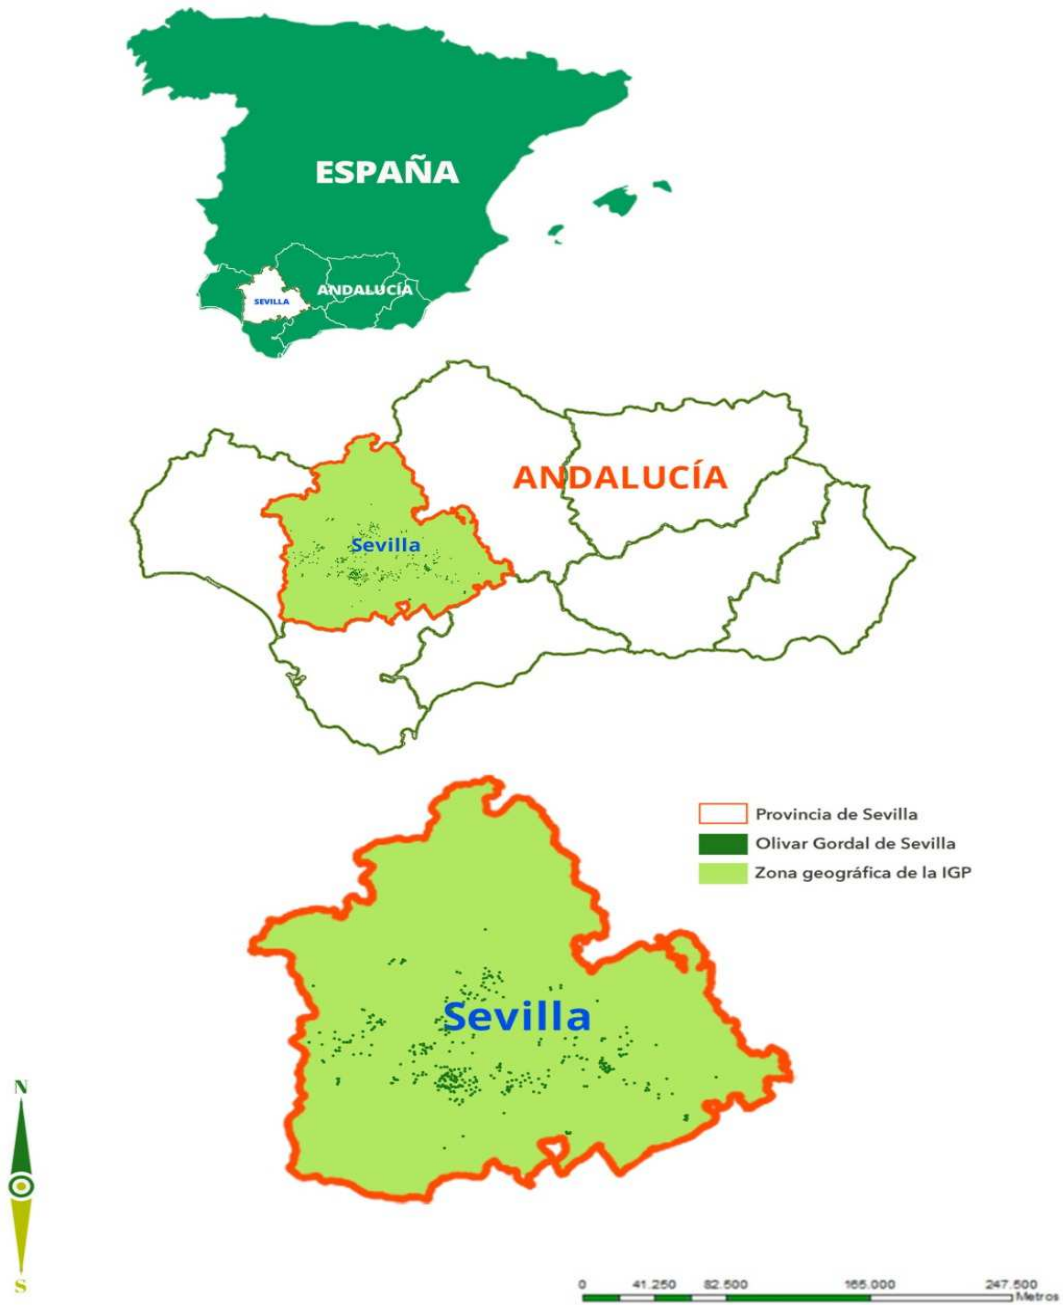 ESPAÑA
ANDALUCÍA
SEVILLA
ANDALUCÍA
Sevilla
Provincia de Sevilla
Olivar Gordal de Sevilla
Zona geográfica de la IGP
Sevilla
N
S
0 41.250 82.500 165.000 247.500
Metros